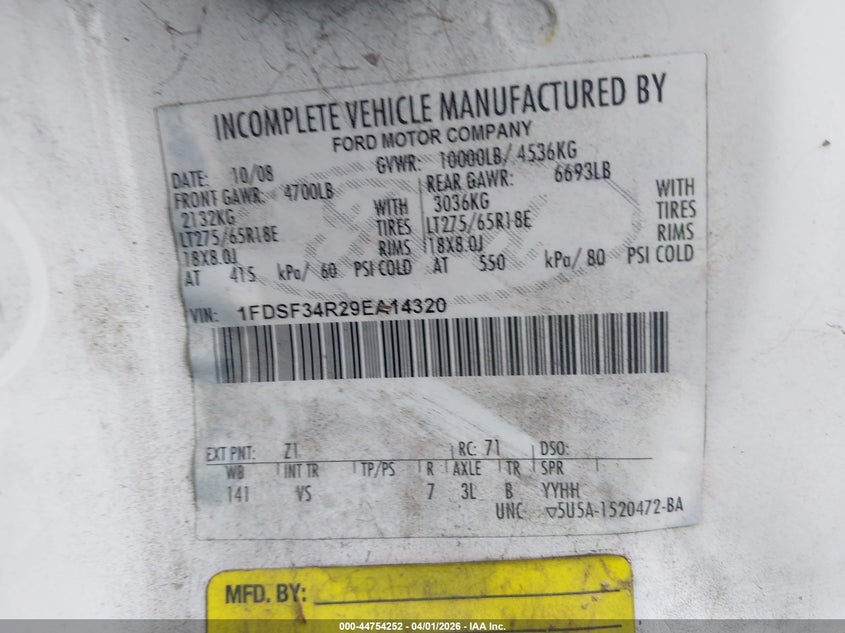 INCOMPLETE VEHICLE MANUFACTURED BY
FORD MOTOR COMPANY
DATE: 10/08 GVWR: 10000LB/ 4536KG
FRONT GAWR: 4700LB REAR GAWR: 6693LB
2132KG WITH 3036KG WITH
LT275/65R18E TIRES LT275/65R18E TIRES
18X8.0J RIMS 18X8.0J RIMS
AT 415 kPa/ 60 PSI COLD AT 550 kPa/ 80 PSI COLD
VIN: 1FDSF34R29EA14320
EXT PNT: Z1 RC: 71 DSO:
WB INT TR TP/PS R AXLE TR SPR
141 VS 7 3L B YYHH
UNC ▽5U5A-1520472-BA
MFD. BY:
000-44754252 - 04/01/2026 - IAA Inc.